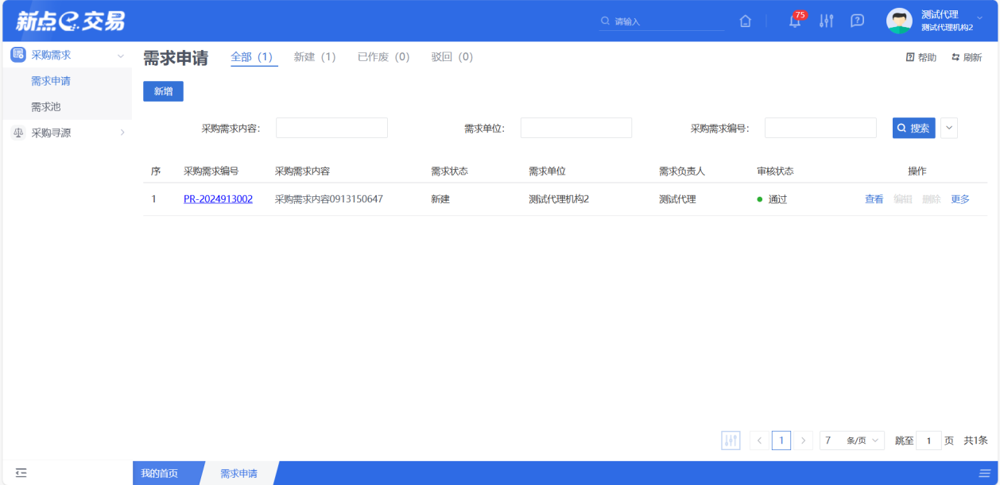 新点e交易
请输入
75
测试代理
测试代理机构2
采购需求
需求申请
需求池
采购寻源
需求申请 全部（1） 新建（1） 已作废（0） 驳回（0）
帮助 刷新
新增
采购需求内容： 需求单位： 采购需求编号： 搜索
序 采购需求编号 采购需求内容 需求状态 需求单位 需求负责人 审核状态 操作
1 PR-2024913002 采购需求内容0913150647 新建 测试代理机构2 测试代理 通过 查看 编辑 删除 更多
1 7 条/页 跳至 1 页 共1条
我的首页 需求申请